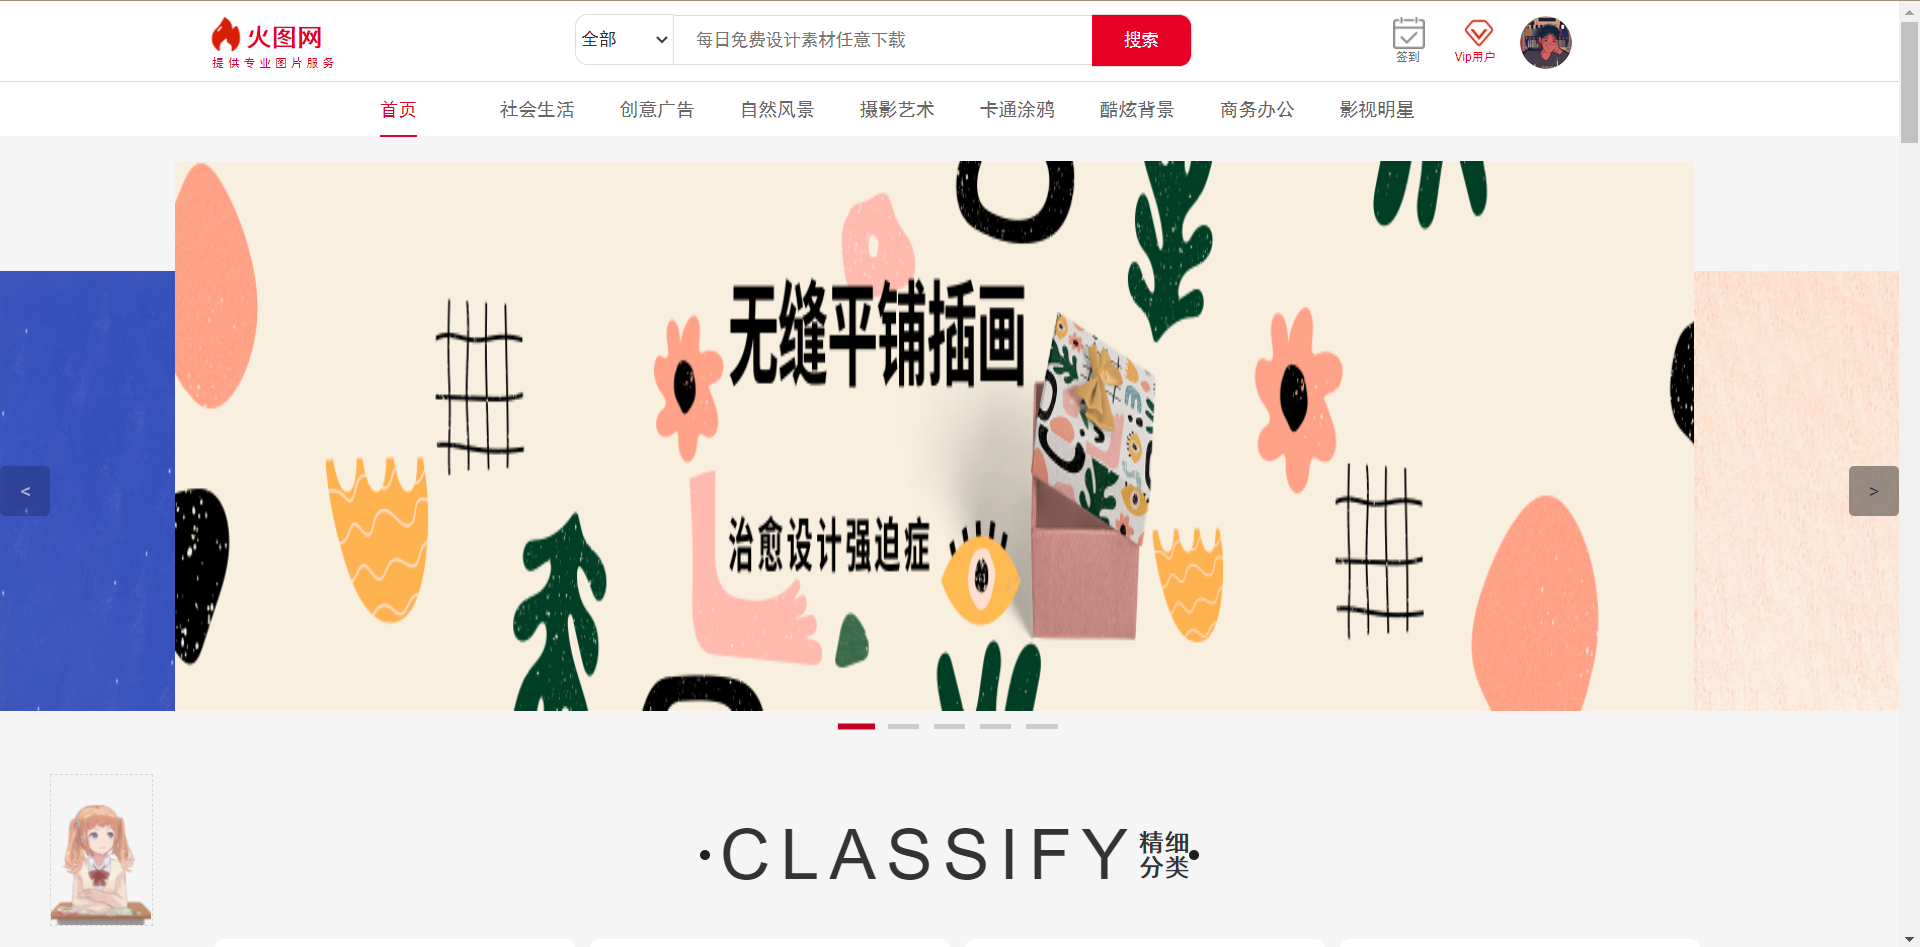 火图网
提供专业图片服务
全部
每日免费设计素材任意下载
搜索
签到
Vip用户
首页
社会生活
创意广告
自然风景
摄影艺术
卡通涂鸦
酷炫背景
商务办公
影视明星
无缝平铺插画
治愈设计强迫症
<
>
CLASSIFY
精细
分类